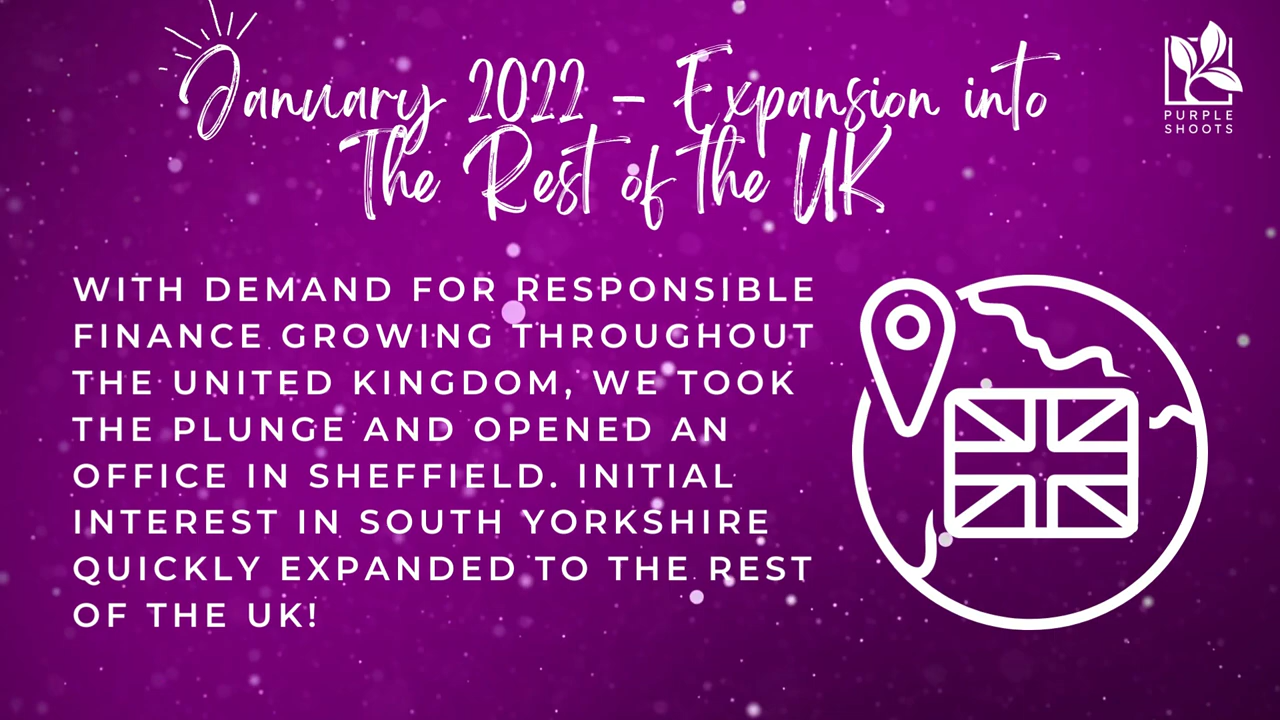 January 2022 – Expansion into
The Rest of the UK
PURPLE
SHOOTS
WITH DEMAND FOR RESPONSIBLE
FINANCE GROWING THROUGHOUT
THE UNITED KINGDOM, WE TOOK
THE PLUNGE AND OPENED AN
OFFICE IN SHEFFIELD. INITIAL
INTEREST IN SOUTH YORKSHIRE
QUICKLY EXPANDED TO THE REST
OF THE UK!